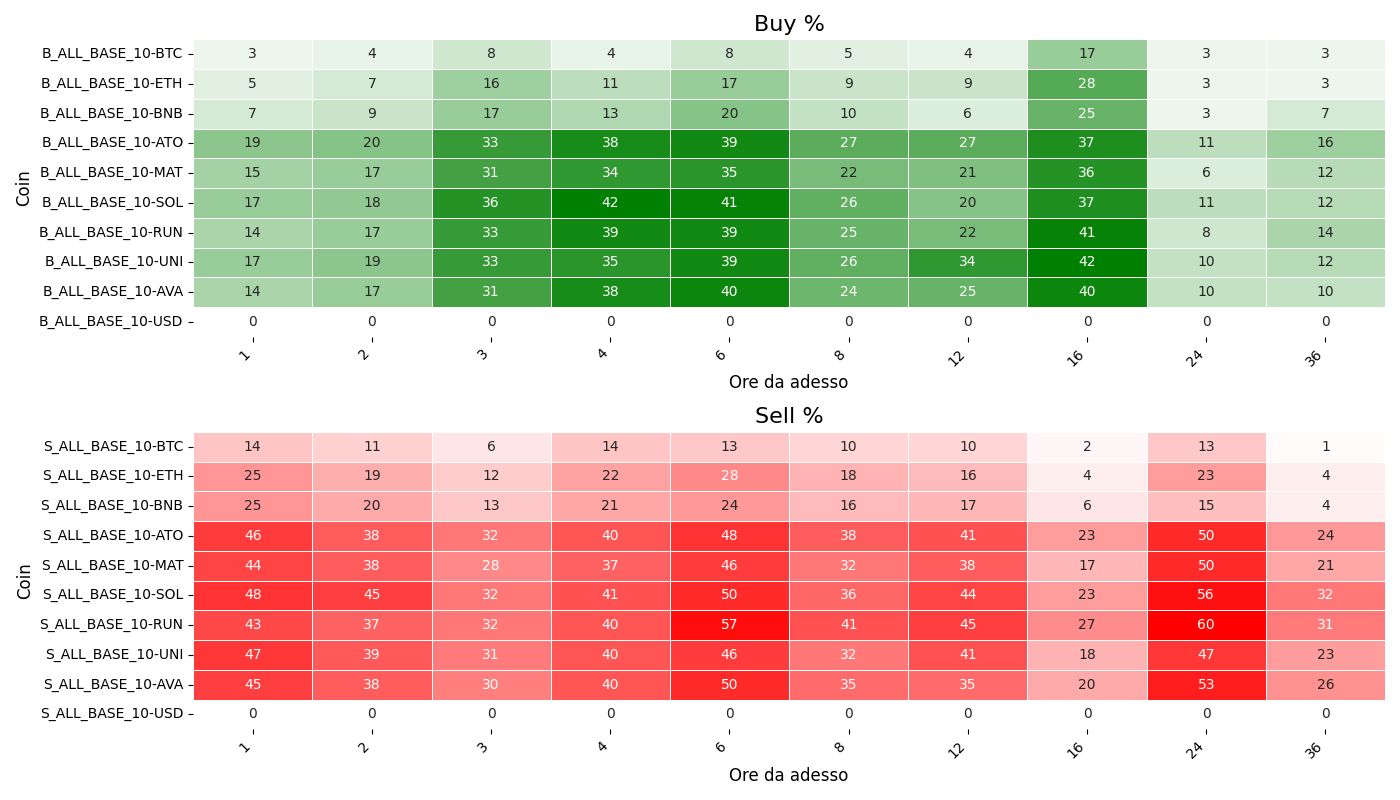 Buy %
Coin
B_ALL_BASE_10-BTC 3 4 8 4 8 5 4 17 3 3
B_ALL_BASE_10-ETH 5 7 16 11 17 9 9 28 3 3
B_ALL_BASE_10-BNB 7 9 17 13 20 10 6 25 3 7
B_ALL_BASE_10-ATO 19 20 33 38 39 27 27 37 11 16
B_ALL_BASE_10-MAT 15 17 31 34 35 22 21 36 6 12
B_ALL_BASE_10-SOL 17 18 36 42 41 26 20 37 11 12
B_ALL_BASE_10-RUN 14 17 33 39 39 25 22 41 8 14
B_ALL_BASE_10-UNI 17 19 33 35 39 26 34 42 10 12
B_ALL_BASE_10-AVA 14 17 31 38 40 24 25 40 10 10
B_ALL_BASE_10-USD 0 0 0 0 0 0 0 0 0 0
1 2 3 4 6 8 12 16 24 36
Ore da adesso
Sell %
Coin
S_ALL_BASE_10-BTC 14 11 6 14 13 10 10 2 13 1
S_ALL_BASE_10-ETH 25 19 12 22 28 18 16 4 23 4
S_ALL_BASE_10-BNB 25 20 13 21 24 16 17 6 15 4
S_ALL_BASE_10-ATO 46 38 32 40 48 38 41 23 50 24
S_ALL_BASE_10-MAT 44 38 28 37 46 32 38 17 50 21
S_ALL_BASE_10-SOL 48 45 32 41 50 36 44 23 56 32
S_ALL_BASE_10-RUN 43 37 32 40 57 41 45 27 60 31
S_ALL_BASE_10-UNI 47 39 31 40 46 32 41 18 47 23
S_ALL_BASE_10-AVA 45 38 30 40 50 35 35 20 53 26
S_ALL_BASE_10-USD 0 0 0 0 0 0 0 0 0 0
1 2 3 4 6 8 12 16 24 36
Ore da adesso